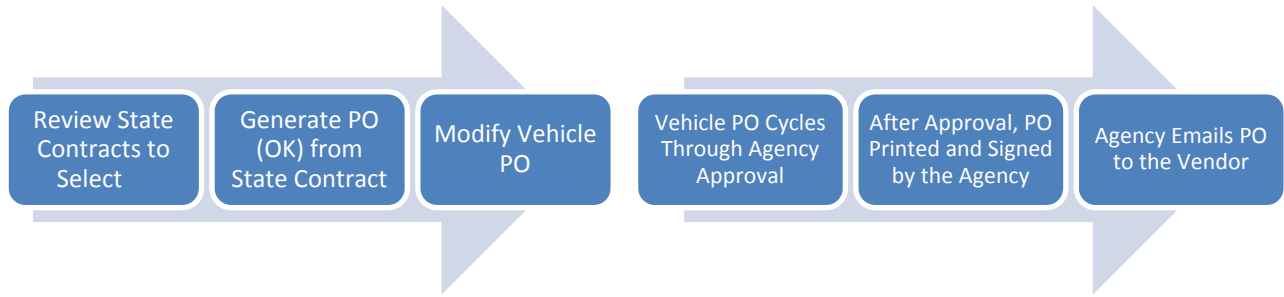 Review State
Contracts to
Select
Generate PO
(OK) from
State Contract
Modify Vehicle
PO
Vehicle PO Cycles
Through Agency
Approval
After Approval, PO
Printed and Signed
by the Agency
Agency Emails PO
to the Vendor